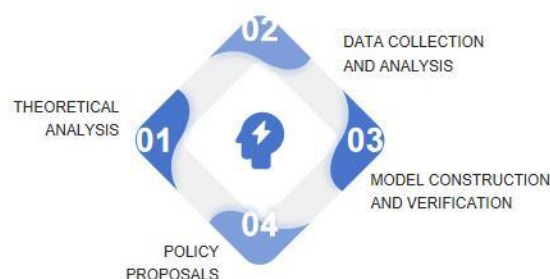 02
DATA COLLECTION
AND ANALYSIS
THEORETICAL
ANALYSIS
01
03
MODEL CONSTRUCTION
AND VERIFICATION
04
POLICY
PROPOSALS